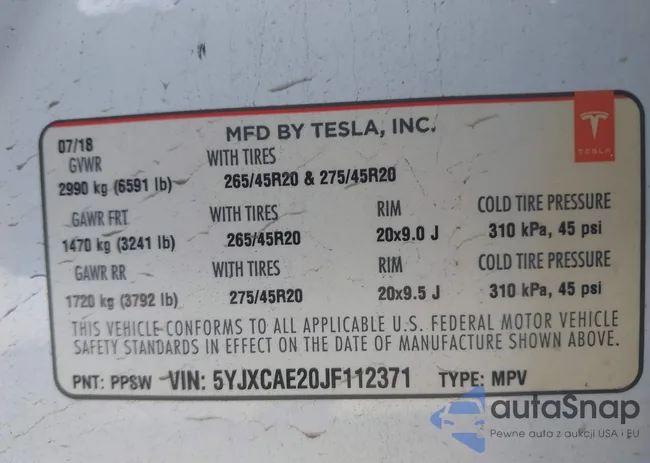 MFD BY TESLA, INC.
TESLA
07/18
GVWR WITH TIRES
2990 kg (6591 lb) 265/45R20 & 275/45R20
GAWR FRT WITH TIRES RIM COLD TIRE PRESSURE
1470 kg (3241 lb) 265/45R20 20x9.0 J 310 kPa, 45 psi
GAWR RR WITH TIRES RIM COLD TIRE PRESSURE
1720 kg (3792 lb) 275/45R20 20x9.5 J 310 kPa, 45 psi
THIS VEHICLE CONFORMS TO ALL APPLICABLE U.S. FEDERAL MOTOR VEHICLE
SAFETY STANDARDS IN EFFECT ON THE DATE OF MANUFACTURE SHOWN ABOVE.
PNT: PPSW VIN: 5YJXCAE20JF112371 TYPE: MPV
autaSnap
Pewne auta z aukcji USA i EU